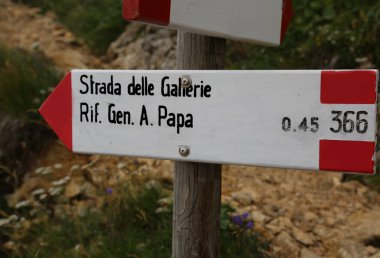 Strada delle Gallerie
Rif. Gen. A. Papa
0.45 366